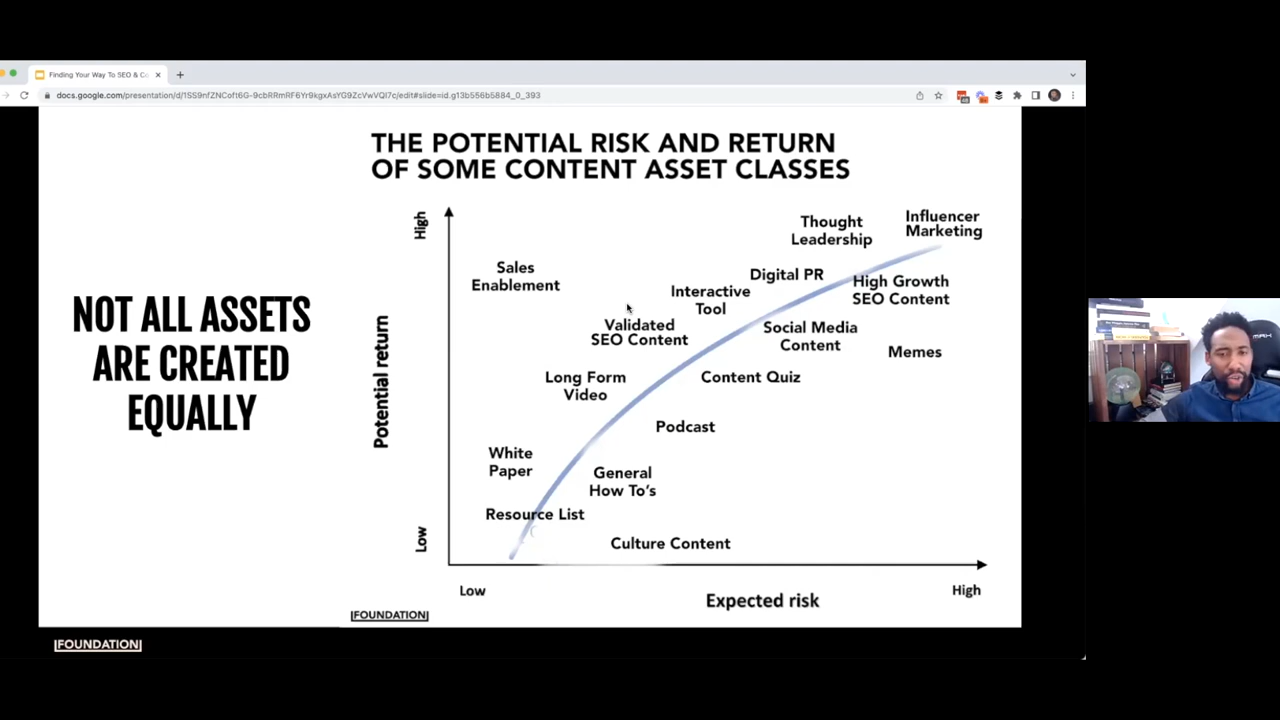 Finding Your Way To SEO & Co
docs.google.com/presentation/d/1SS9nfZNCoft6G-9cbRRmRF6Yr9kgxAsYG9ZcVwVQI7c/edit#slide=id.g13b556b5884_0_393
THE POTENTIAL RISK AND RETURN
OF SOME CONTENT ASSET CLASSES
NOT ALL ASSETS
ARE CREATED
EQUALLY
High
Potential return
Low
Thought
Leadership
Influencer
Marketing
Sales
Enablement
Digital PR
High Growth
SEO Content
Interactive
Tool
Validated
SEO Content
Social Media
Content
Memes
Long Form
Video
Content Quiz
Podcast
White
Paper
General
How To's
Resource List
Culture Content
Low
Expected risk
High
|FOUNDATION|
|FOUNDATION|